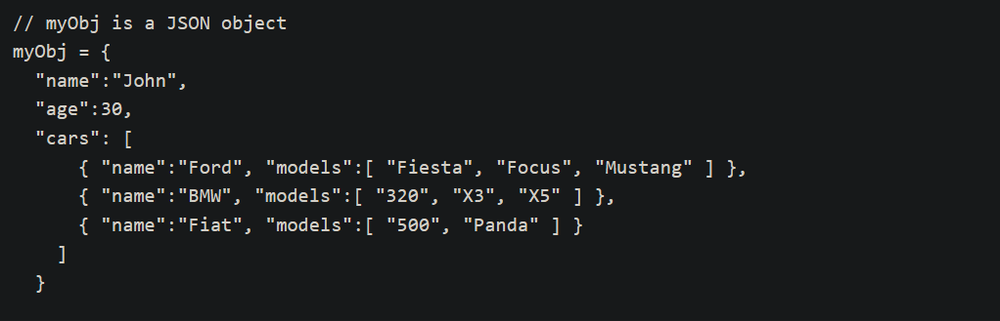 // myObj is a JSON object
myObj = {
  "name":"John",
  "age":30,
  "cars": [
      { "name":"Ford", "models":[ "Fiesta", "Focus", "Mustang" ] },
      { "name":"BMW", "models":[ "320", "X3", "X5" ] },
      { "name":"Fiat", "models":[ "500", "Panda" ] }
    ]
  }